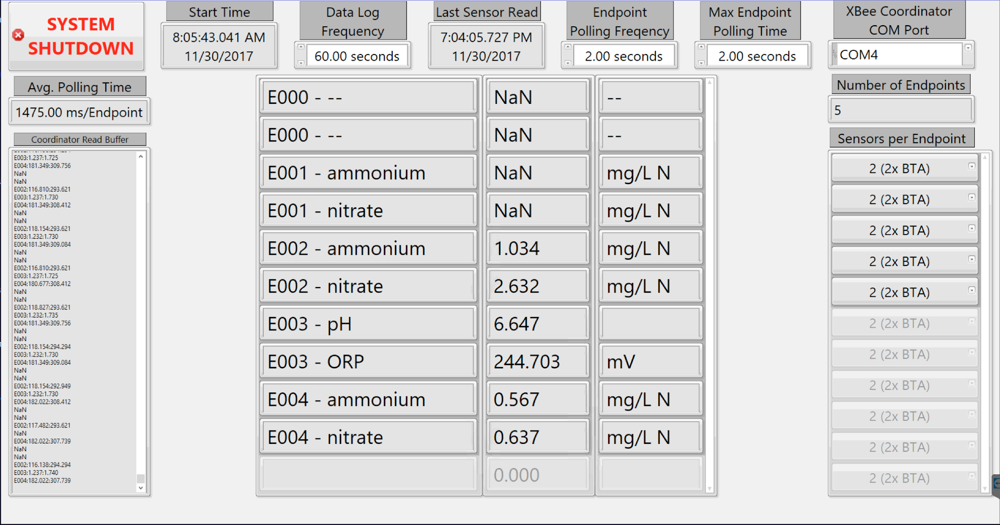 SYSTEM
SHUTDOWN
Start Time
8:05:43.041 AM
11/30/2017
Data Log
Frequency
60.00 seconds
Last Sensor Read
7:04:05.727 PM
11/30/2017
Endpoint
Polling Freqency
2.00 seconds
Max Endpoint
Polling Time
2.00 seconds
XBee Coordinator
COM Port
COM4
Avg. Polling Time
1475.00 ms/Endpoint
Coordinator Read Buffer
E003:1.237:1.725
E004:181.349:309.756
NaN
NaN
E002:116.810:293.621
E003:1.237:1.730
E004:181.349:308.412
NaN
NaN
E002:118.154:293.621
E003:1.232:1.730
E004:181.349:309.084
NaN
NaN
E002:116.810:293.621
E003:1.237:1.725
E004:180.677:308.412
NaN
NaN
E002:118.827:293.621
E003:1.232:1.735
E004:181.349:309.756
NaN
NaN
E002:118.154:294.294
E003:1.232:1.730
E004:181.349:309.084
NaN
NaN
E002:118.154:292.949
E003:1.232:1.730
E004:182.022:308.412
NaN
NaN
E002:117.482:293.621
NaN
E004:182.022:307.739
NaN
NaN
E002:116.138:294.294
E003:1.237:1.740
E004:182.022:307.739
E000 - -- NaN --
E000 - -- NaN --
E001 - ammonium NaN mg/L N
E001 - nitrate NaN mg/L N
E002 - ammonium 1.034 mg/L N
E002 - nitrate 2.632 mg/L N
E003 - pH 6.647
E003 - ORP 244.703 mV
E004 - ammonium 0.567 mg/L N
E004 - nitrate 0.637 mg/L N
0.000
Number of Endpoints
5
Sensors per Endpoint
2 (2x BTA)
2 (2x BTA)
2 (2x BTA)
2 (2x BTA)
2 (2x BTA)
2 (2x BTA)
2 (2x BTA)
2 (2x BTA)
2 (2x BTA)
2 (2x BTA)
2 (2x BTA)